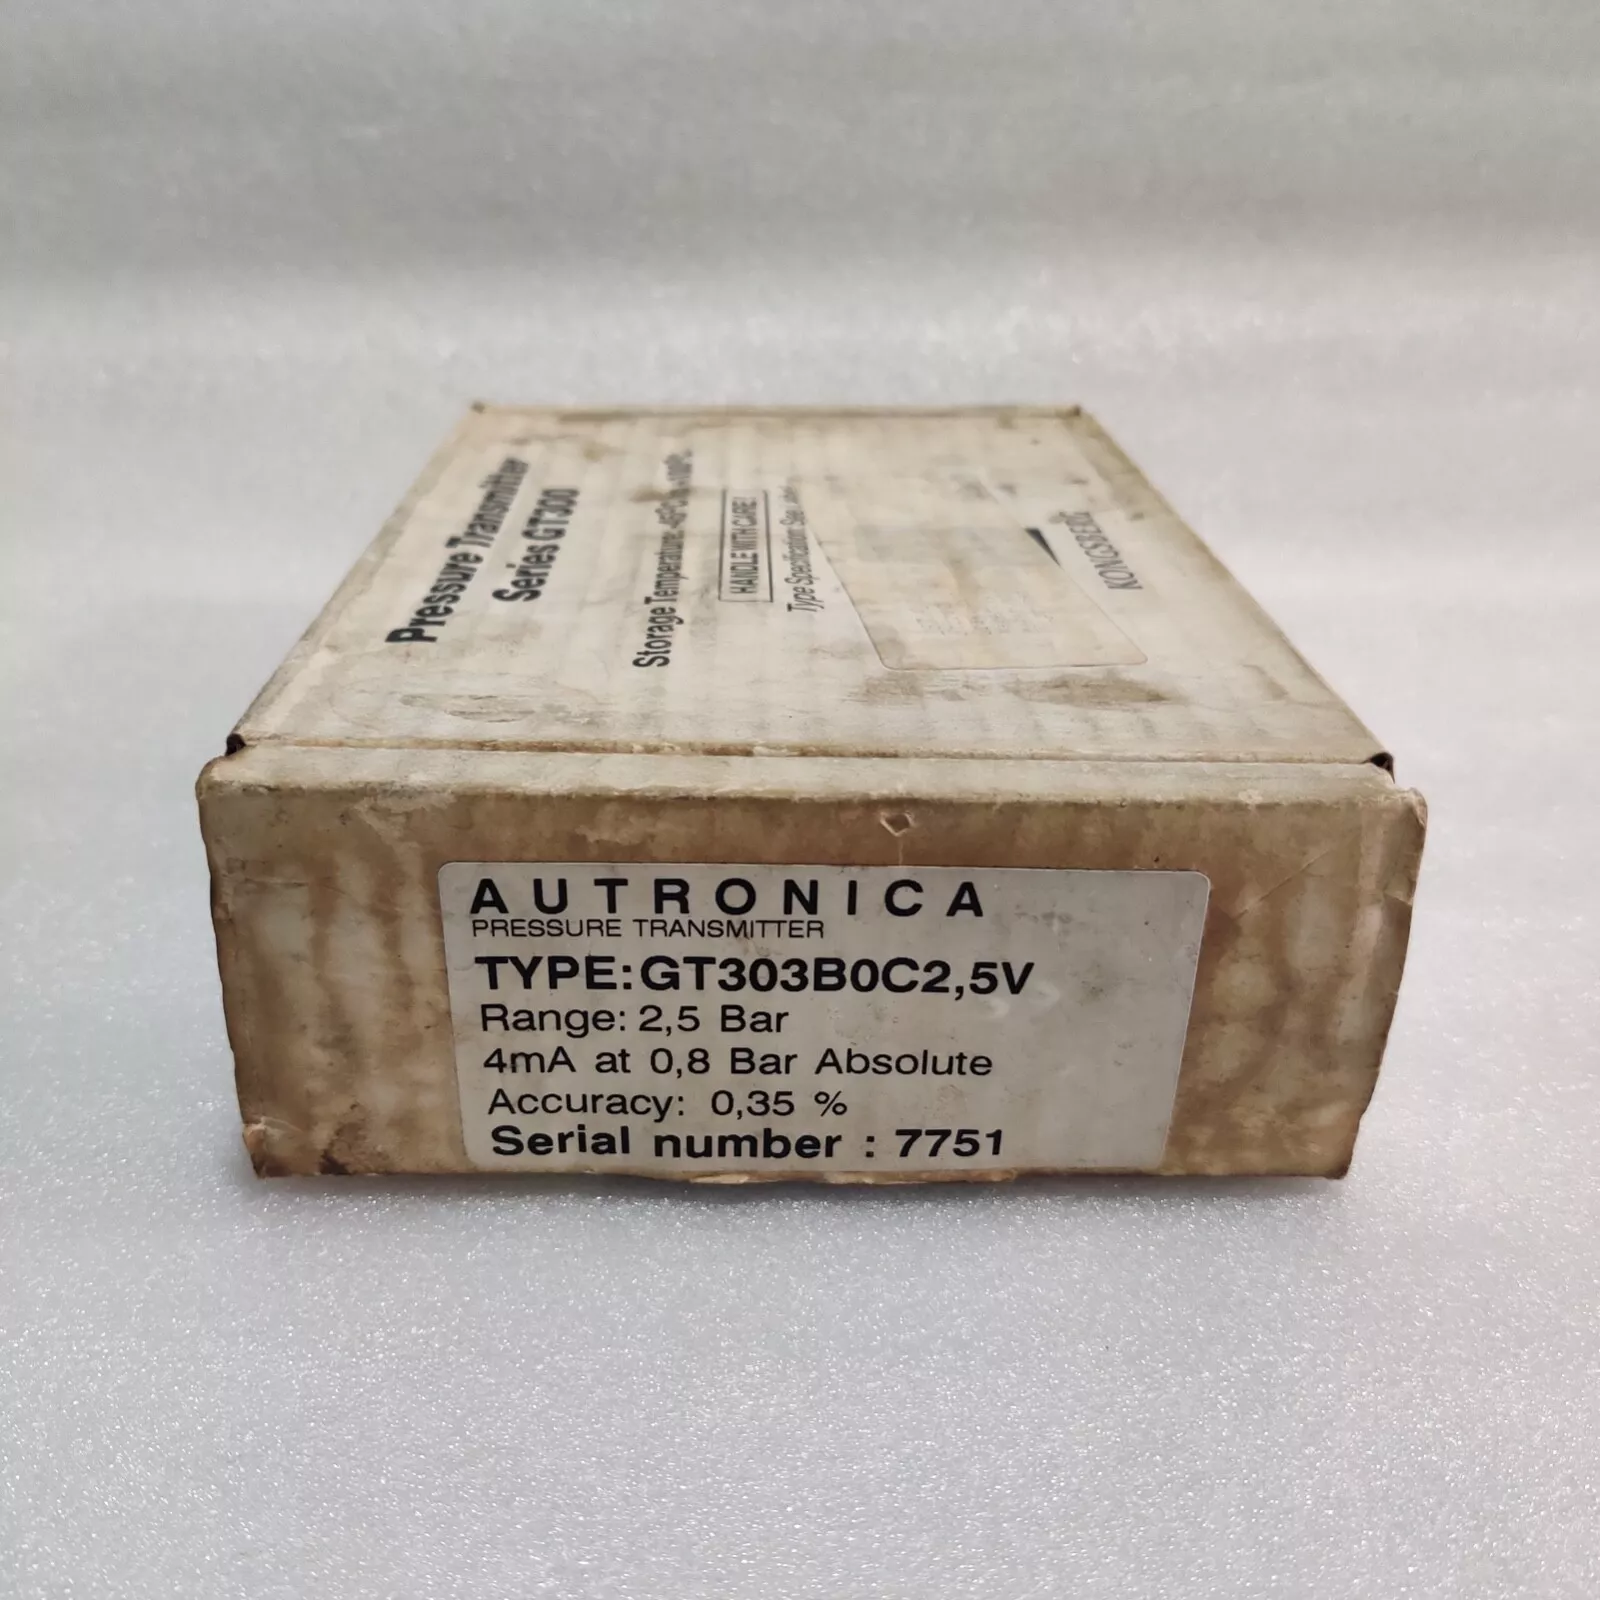 Pressure Transmitter
Series GT300
Storage Temperature:
HANDLE WITH CARE!
Type Specification: See
KONGSBERG
AUTRONICA
PRESSURE TRANSMITTER
TYPE:GT303B0C2,5V
Range: 2,5 Bar
4mA at 0,8 Bar Absolute
Accuracy: 0,35 %
Serial number : 7751